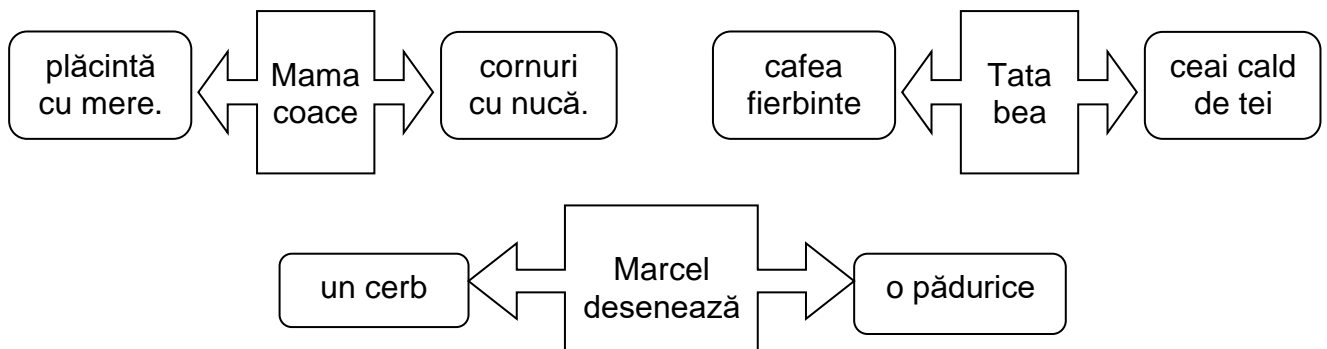 plăcintă
cu mere.
Mama
coace
cornuri
cu nucă.
cafea
fierbinte
Tata
bea
ceai cald
de tei
un cerb
Marcel
desenează
o pădurice